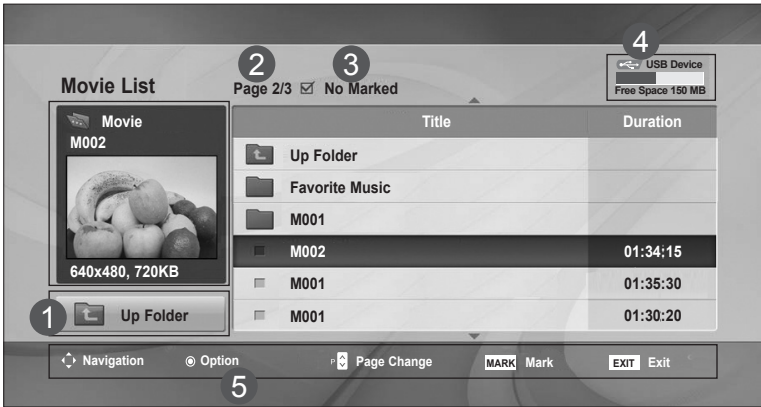 4
USB Device
2
3
Movie List
Page 2/3 No Marked
Free Space 150 MB
Movie
M002
640x480, 720KB
1
Up Folder
Title Duration
Up Folder
Favorite Music
M001
M002 01:34:15
M001 01:35:30
M001 01:30:20
Navigation Option P Page Change MARK Mark EXIT Exit
5